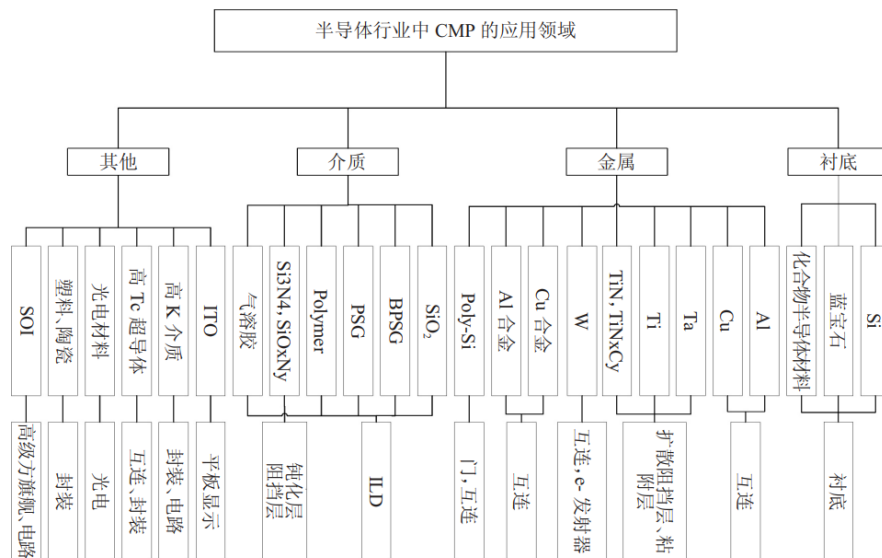 半导体行业中 CMP 的应用领域
其他
介质
金属
衬底
SOI
塑料、陶瓷
光电材料
高 Tc 超导体
高 K 介质
ITO
气溶胶
Si3N4, SiOxNy
Polymer
PSG
BPSG
SiO₂
Poly-Si
Al 合金
Cu 合金
W
TiN, TiNxCy
Ti
Ta
Cu
Al
化合物半导体材料
蓝宝石
Si
高级方旗舰、电路
封装
光电
互连、封装
封装、电路
平板显示
钝化层
阻挡层
ILD
门,互连
互连
互连,e- 发射器
扩散阻挡层、粘
附层
互连
衬底